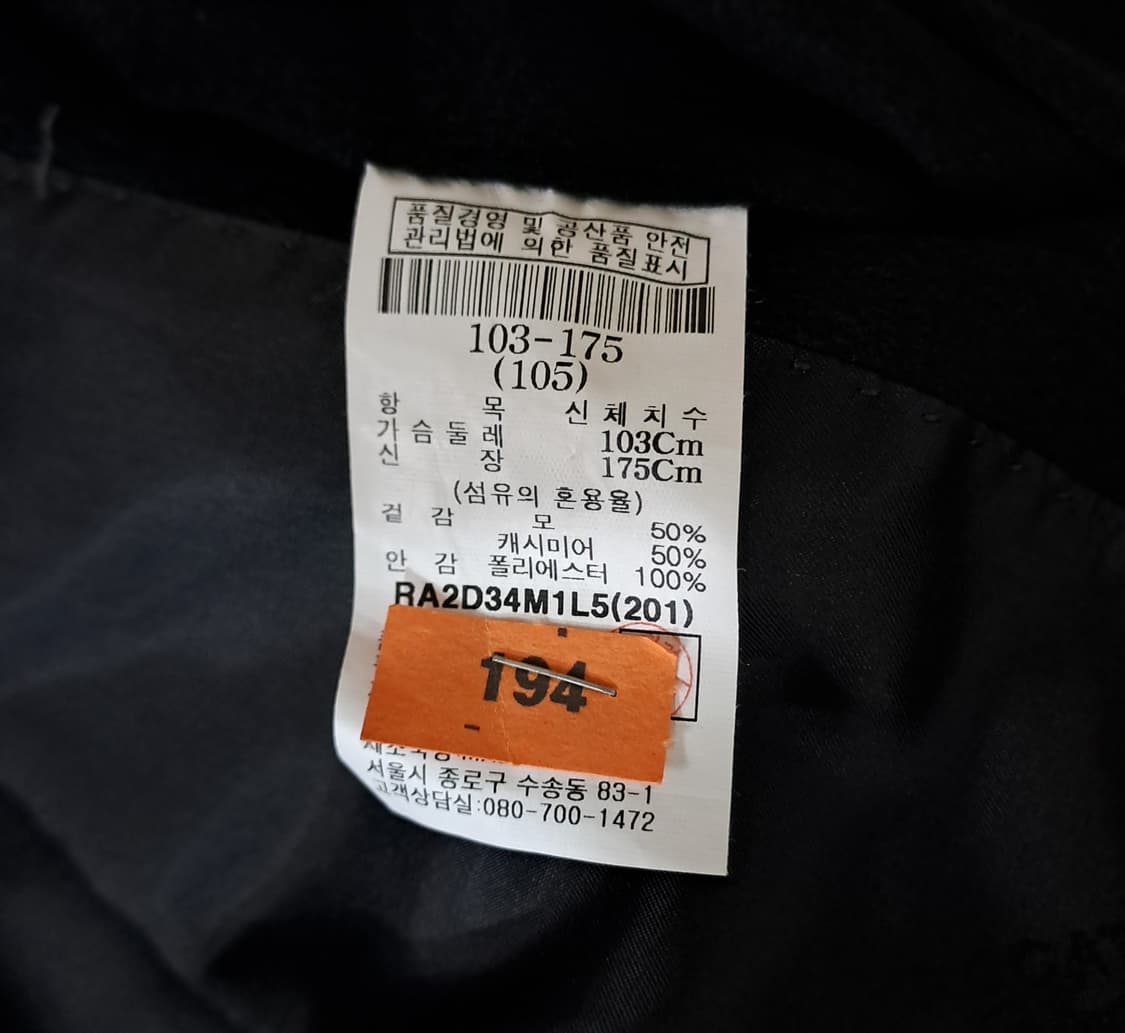 품질경영 및 공산품 안전
관리법에 의한 품질표시
103-175
(105)
항 목 신체치수
가슴둘레 103Cm
신 장 175Cm
(섬유의 혼용율)
겉 감 모 50%
캐시미어 50%
안 감 폴리에스터 100%
RA2D34M1L5(201)
194
서울시 종로구 수송동 83-1
고객상담실:080-700-1472